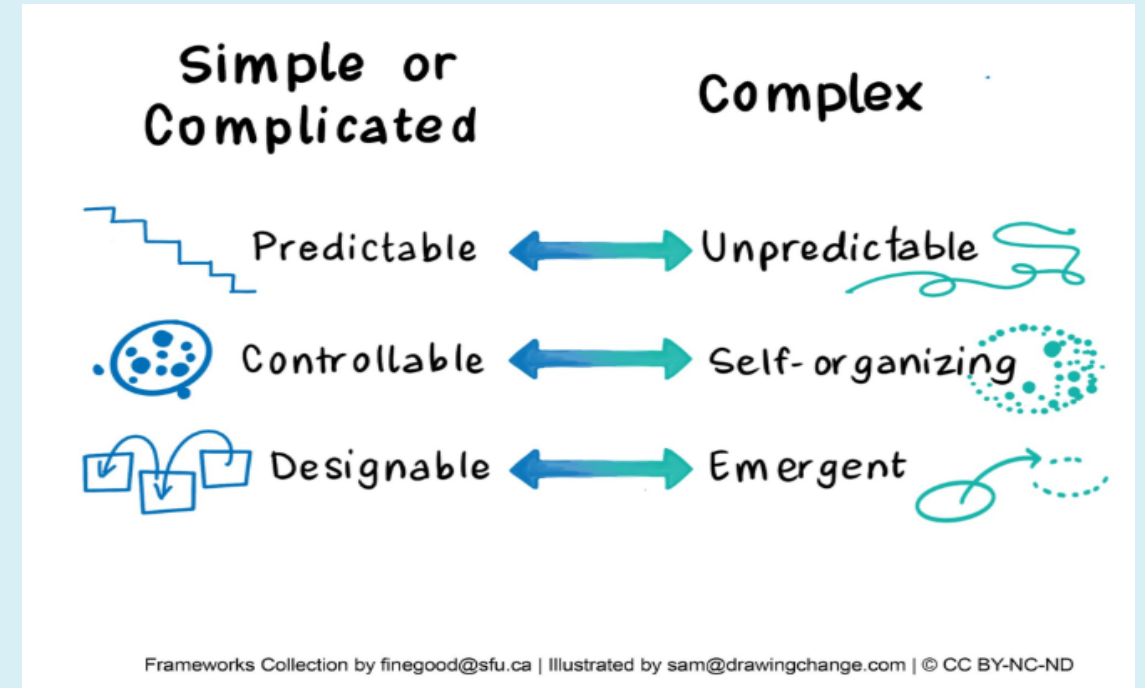 Simple or
Complicated
Complex
Predictable
Unpredictable
Controllable
Self-organizing
Designable
Emergent
Frameworks Collection by finegood@sfu.ca | Illustrated by sam@drawingchange.com | © CC BY-NC-ND